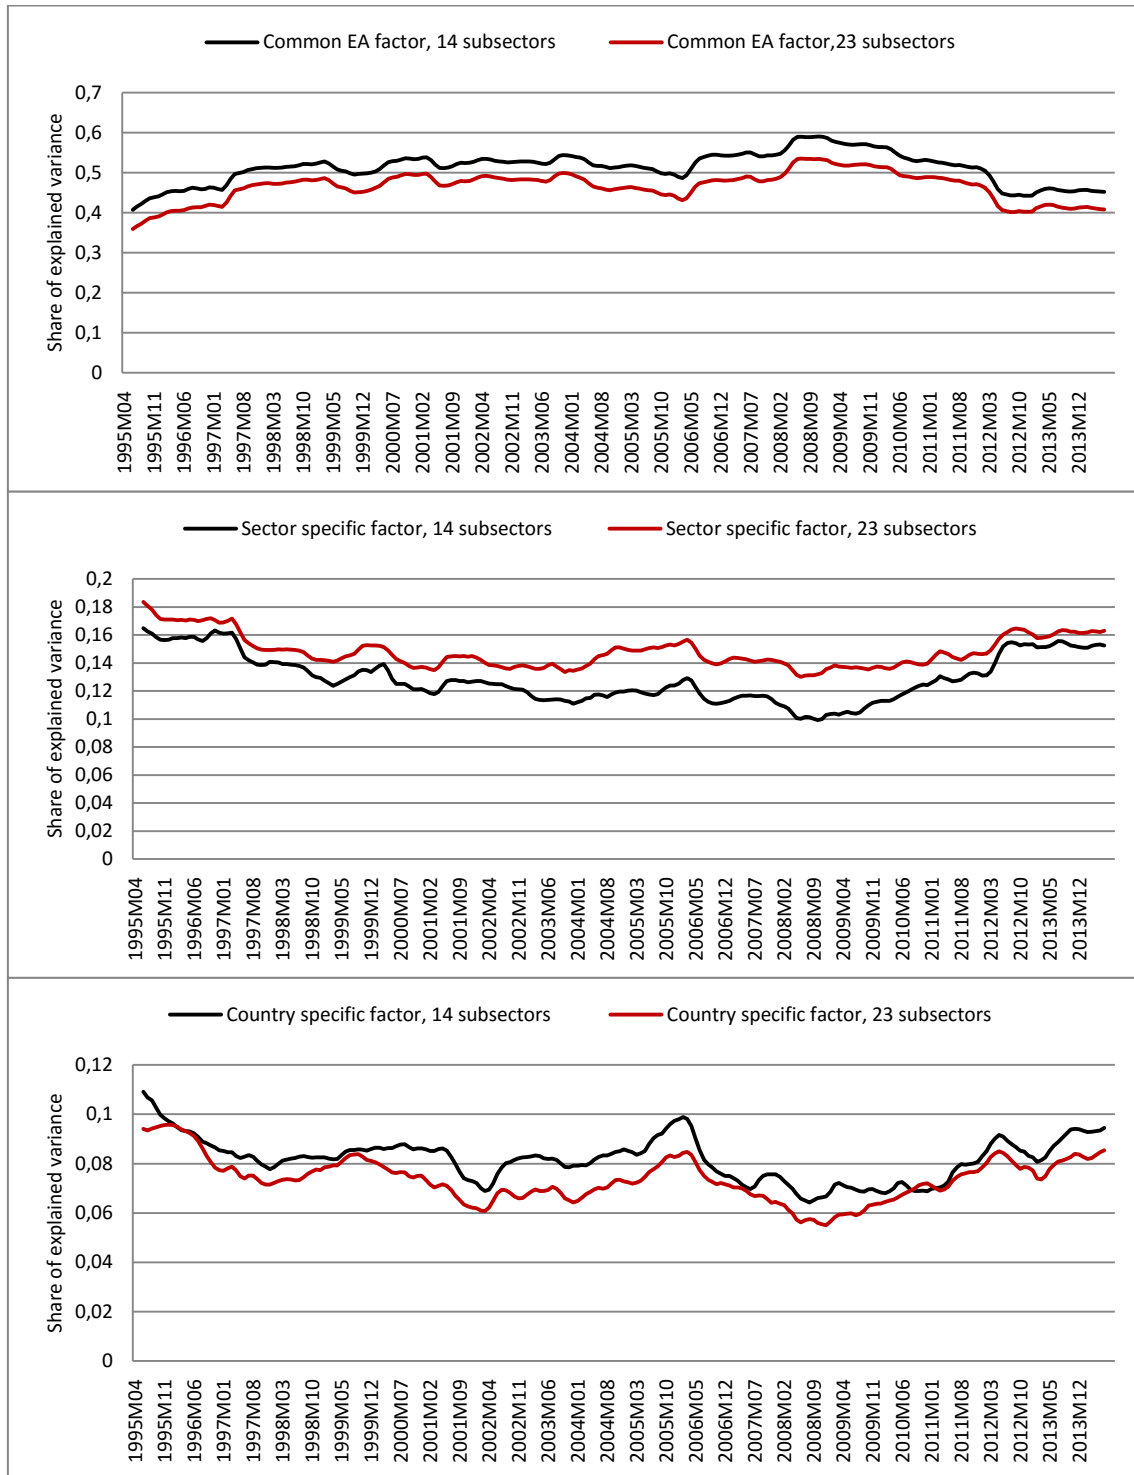 Common EA factor, 14 subsectors
Common EA factor,23 subsectors
Share of explained variance
0,7
0,6
0,5
0,4
0,3
0,2
0,1
0
1995M04
1995M11
1996M06
1997M01
1997M08
1998M03
1998M10
1999M05
1999M12
2000M07
2001M02
2001M09
2002M04
2002M11
2003M06
2004M01
2004M08
2005M03
2005M10
2006M05
2006M12
2007M07
2008M02
2008M09
2009M04
2009M11
2010M06
2011M01
2011M08
2012M03
2012M10
2013M05
2013M12
Sector specific factor, 14 subsectors
Sector specific factor, 23 subsectors
Share of explained variance
0,2
0,18
0,16
0,14
0,12
0,1
0,08
0,06
0,04
0,02
0
1995M04
1995M11
1996M06
1997M01
1997M08
1998M03
1998M10
1999M05
1999M12
2000M07
2001M02
2001M09
2002M04
2002M11
2003M06
2004M01
2004M08
2005M03
2005M10
2006M05
2006M12
2007M07
2008M02
2008M09
2009M04
2009M11
2010M06
2011M01
2011M08
2012M03
2012M10
2013M05
2013M12
Country specific factor, 14 subsectors
Country specific factor, 23 subsectors
Share of explained variance
0,12
0,1
0,08
0,06
0,04
0,02
0
1995M04
1995M11
1996M06
1997M01
1997M08
1998M03
1998M10
1999M05
1999M12
2000M07
2001M02
2001M09
2002M04
2002M11
2003M06
2004M01
2004M08
2005M03
2005M10
2006M05
2006M12
2007M07
2008M02
2008M09
2009M04
2009M11
2010M06
2011M01
2011M08
2012M03
2012M10
2013M05
2013M12